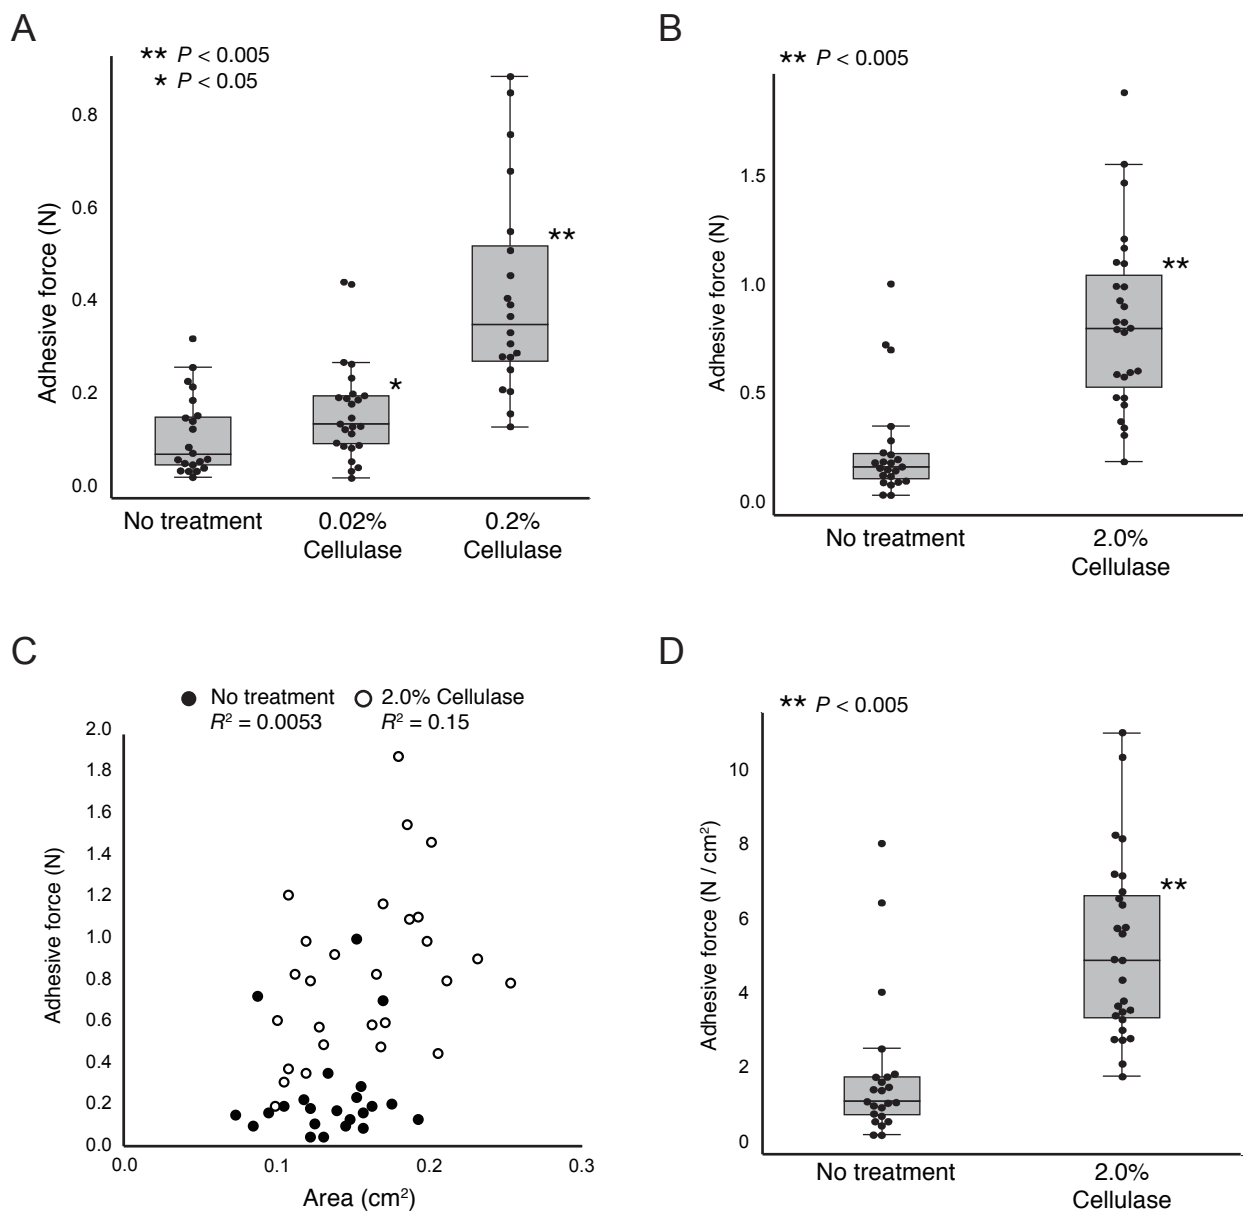 A
** P < 0.005
* P < 0.05
Adhesive force (N)
0.8
0.6
0.4
0.2
0.0
*
**
No treatment
0.02%
Cellulase
0.2%
Cellulase
B
** P < 0.005
Adhesive force (N)
1.5
1.0
0.5
0.0
**
No treatment
2.0%
Cellulase
C
No treatment
R² = 0.0053
2.0% Cellulase
R² = 0.15
Adhesive force (N)
2.0
1.8
1.6
1.4
1.2
1.0
0.8
0.6
0.4
0.2
0.0
0.0 0.1 0.2 0.3
Area (cm²)
D
** P < 0.005
Adhesive force (N / cm²)
10
8
6
4
2
0
**
No treatment
2.0%
Cellulase